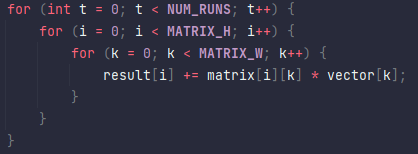 for (int t = 0; t < NUM_RUNS; t++) {
    for (i = 0; i < MATRIX_H; i++) {
        for (k = 0; k < MATRIX_W; k++) {
            result[i] += matrix[i][k] * vector[k];
        }
    }
}